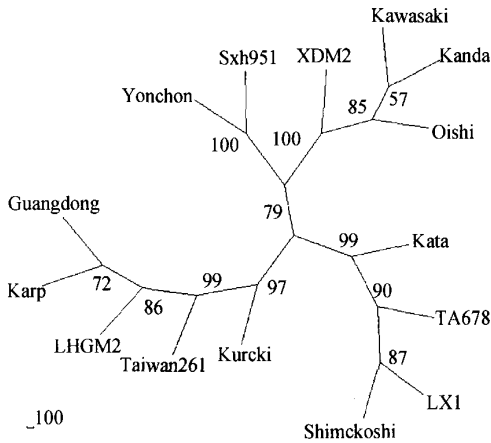 Kawasaki
Sxh951 XDM2 Kanda
Yonchon 85 57
100 100 Oishi
79
Guangdong
99 Kata
99 97
Karp 72 90
86 TA678
LHGM2 Kurcki
Taiwan261 87
LX1
100 Shimckoshi